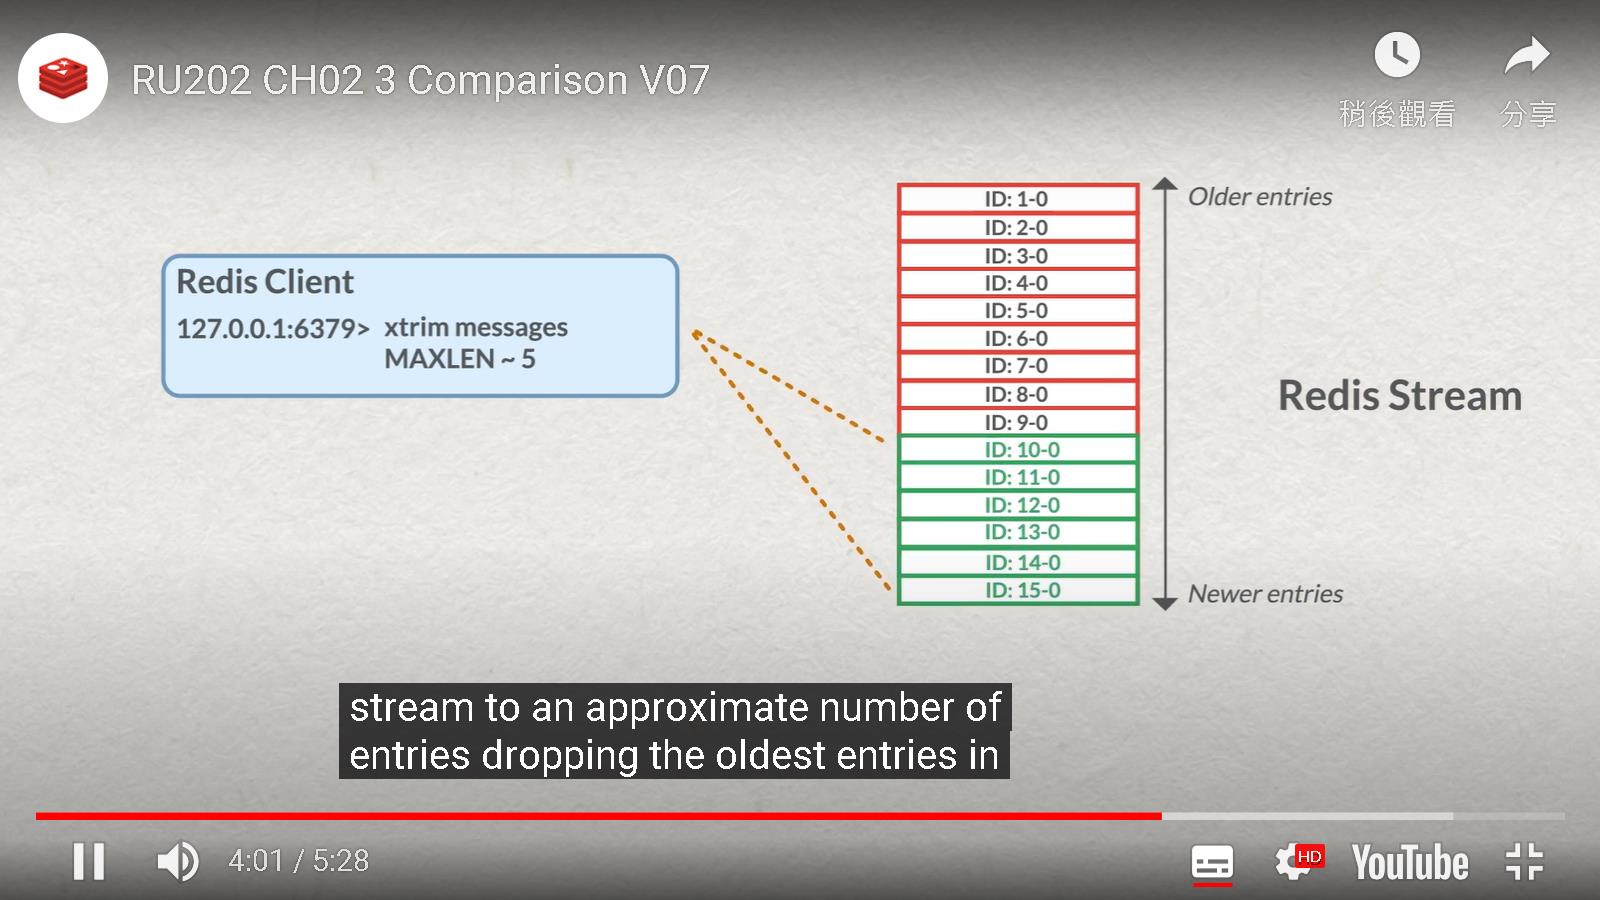 RU202 CH02 3 Comparison V07
稍後觀看
分享
Redis Client
127.0.0.1:6379> xtrim messages
MAXLEN ~ 5
ID: 1-0
ID: 2-0
ID: 3-0
ID: 4-0
ID: 5-0
ID: 6-0
ID: 7-0
ID: 8-0
ID: 9-0
ID: 10-0
ID: 11-0
ID: 12-0
ID: 13-0
ID: 14-0
ID: 15-0
Older entries
Redis Stream
Newer entries
stream to an approximate number of
entries dropping the oldest entries in
4:01 / 5:28
HD
YouTube